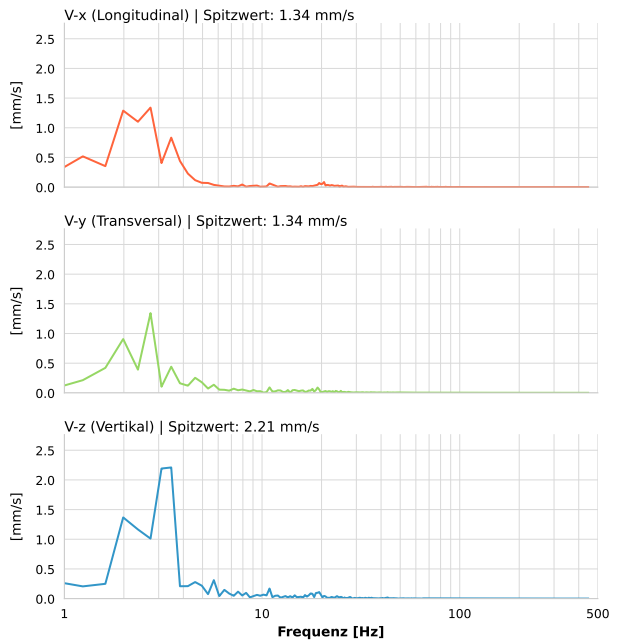 V-x (Longitudinal) | Spitzwert: 1.34 mm/s
2.5
2.0
1.5
1.0
0.5
0.0
[mm/s]
V-y (Transversal) | Spitzwert: 1.34 mm/s
2.5
2.0
1.5
1.0
0.5
0.0
[mm/s]
V-z (Vertikal) | Spitzwert: 2.21 mm/s
2.5
2.0
1.5
1.0
0.5
0.0
[mm/s]
1 10 100 500
Frequenz [Hz]